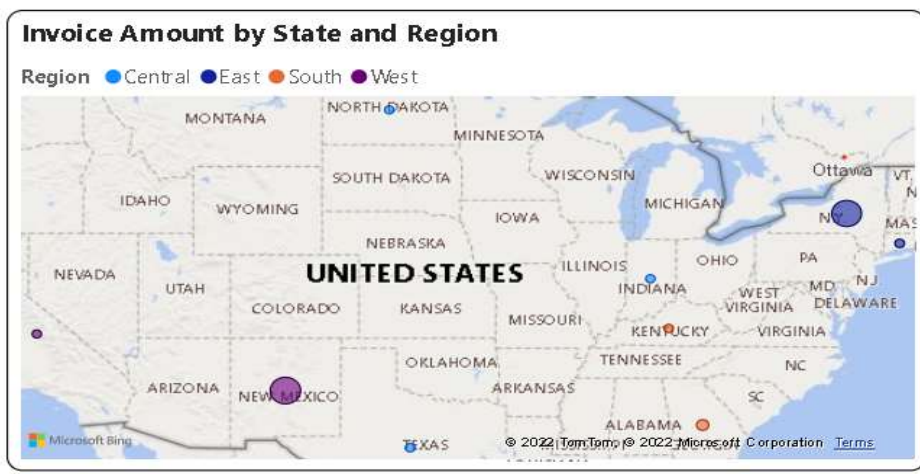 Invoice Amount by State and Region
Region Central East South West
NORTH DAKOTA
MONTANA
MINNESOTA
Ottawa
VT
SOUTH DAKOTA
WISCONSIN
N
IDAHO
WYOMING
MICHIGAN
IOWA
NY
MAS
NEBRASKA
UNITED STATES
NEVADA
ILLINOIS
OHIO
PA
UTAH
INDIANA
MD
NJ
COLORADO
KANSAS
WEST
VIRGINIA
DELAWARE
MISSOURI
KENTUCKY
VIRGINIA
OKLAHOMA
TENNESSEE
NC
ARIZONA
NEW MEXICO
ARKANSAS
SC
ALABAMA
Microsoft Bing
TEXAS
© 2022 TomTom, © 2022 Microsoft Corporation Terms